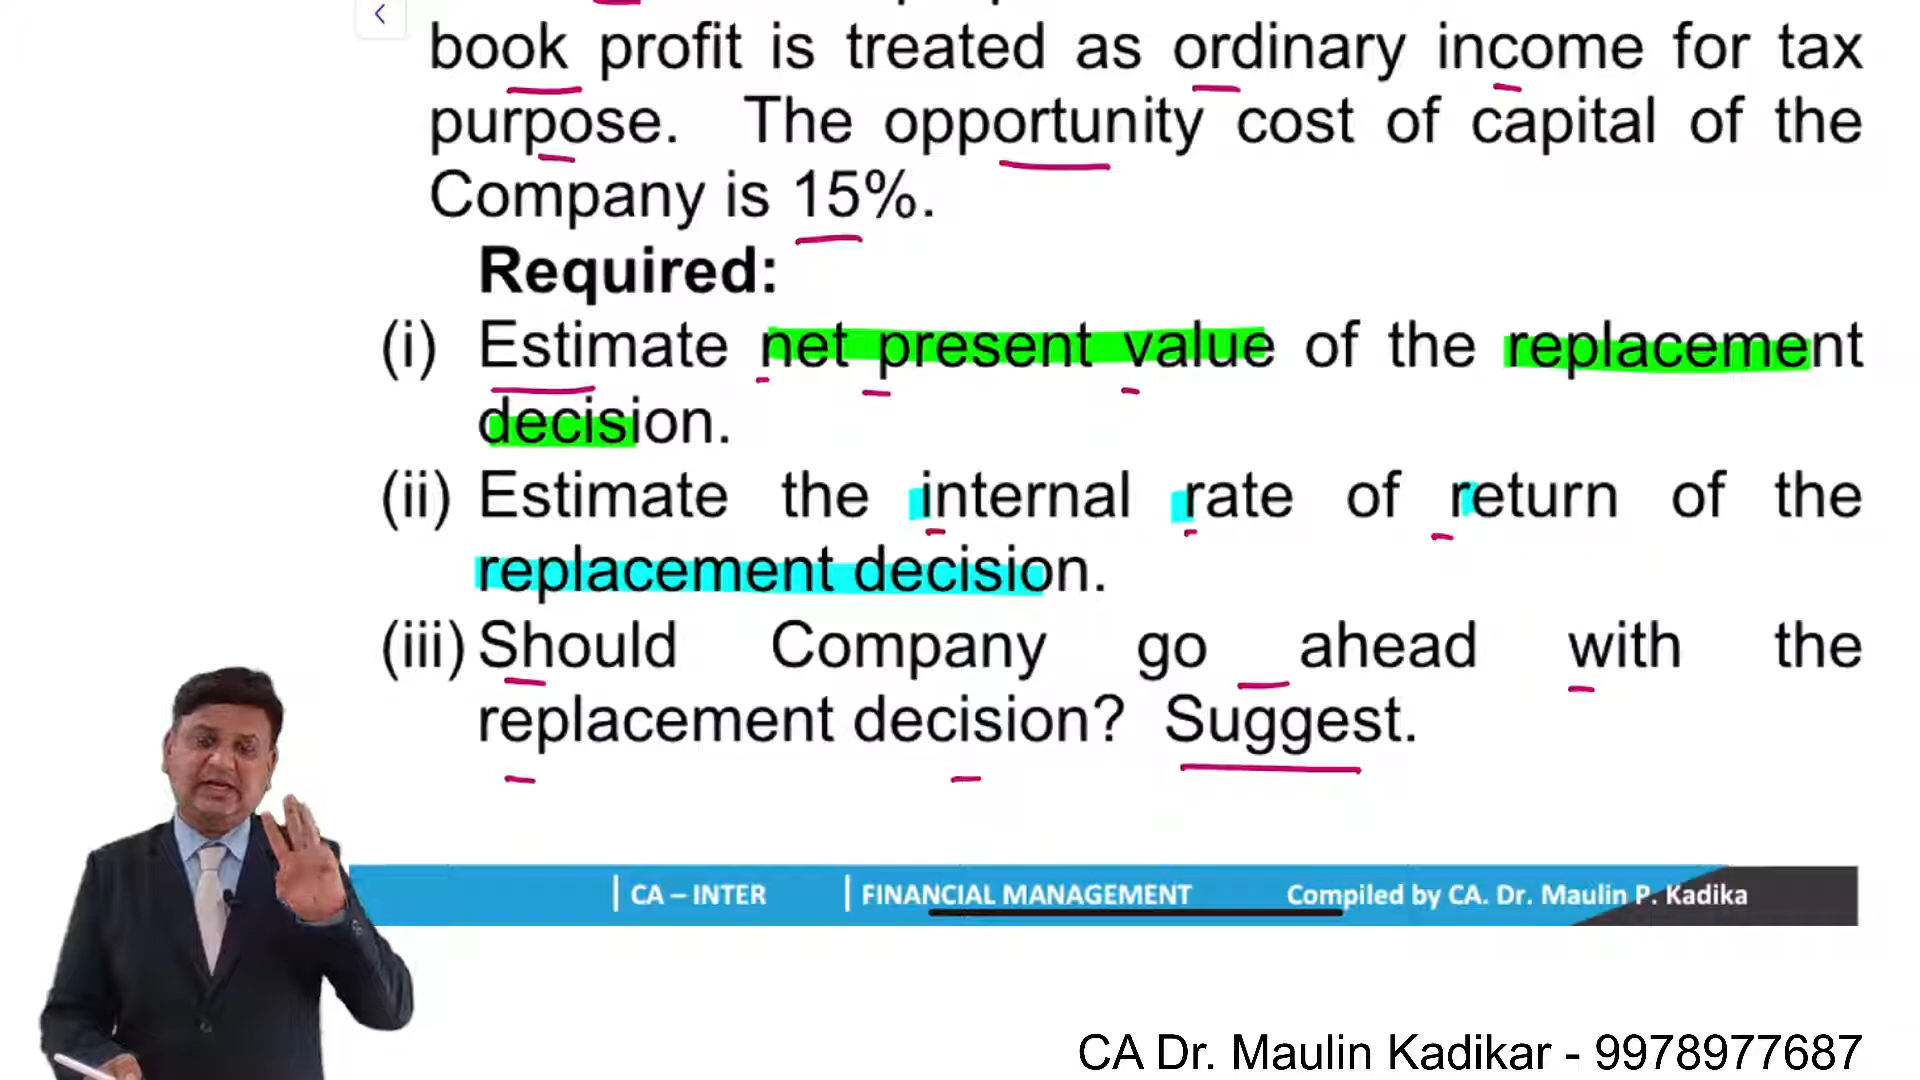 book profit is treated as ordinary income for tax
purpose. The opportunity cost of capital of the
Company is 15%.
Required:
(i) Estimate net present value of the replacement
decision.
(ii) Estimate the internal rate of return of the
replacement decision.
(iii) Should Company go ahead with the
replacement decision? Suggest.
CA – INTER FINANCIAL MANAGEMENT Compiled by CA. Dr. Maulin P. Kadika
CA Dr. Maulin Kadikar - 9978977687